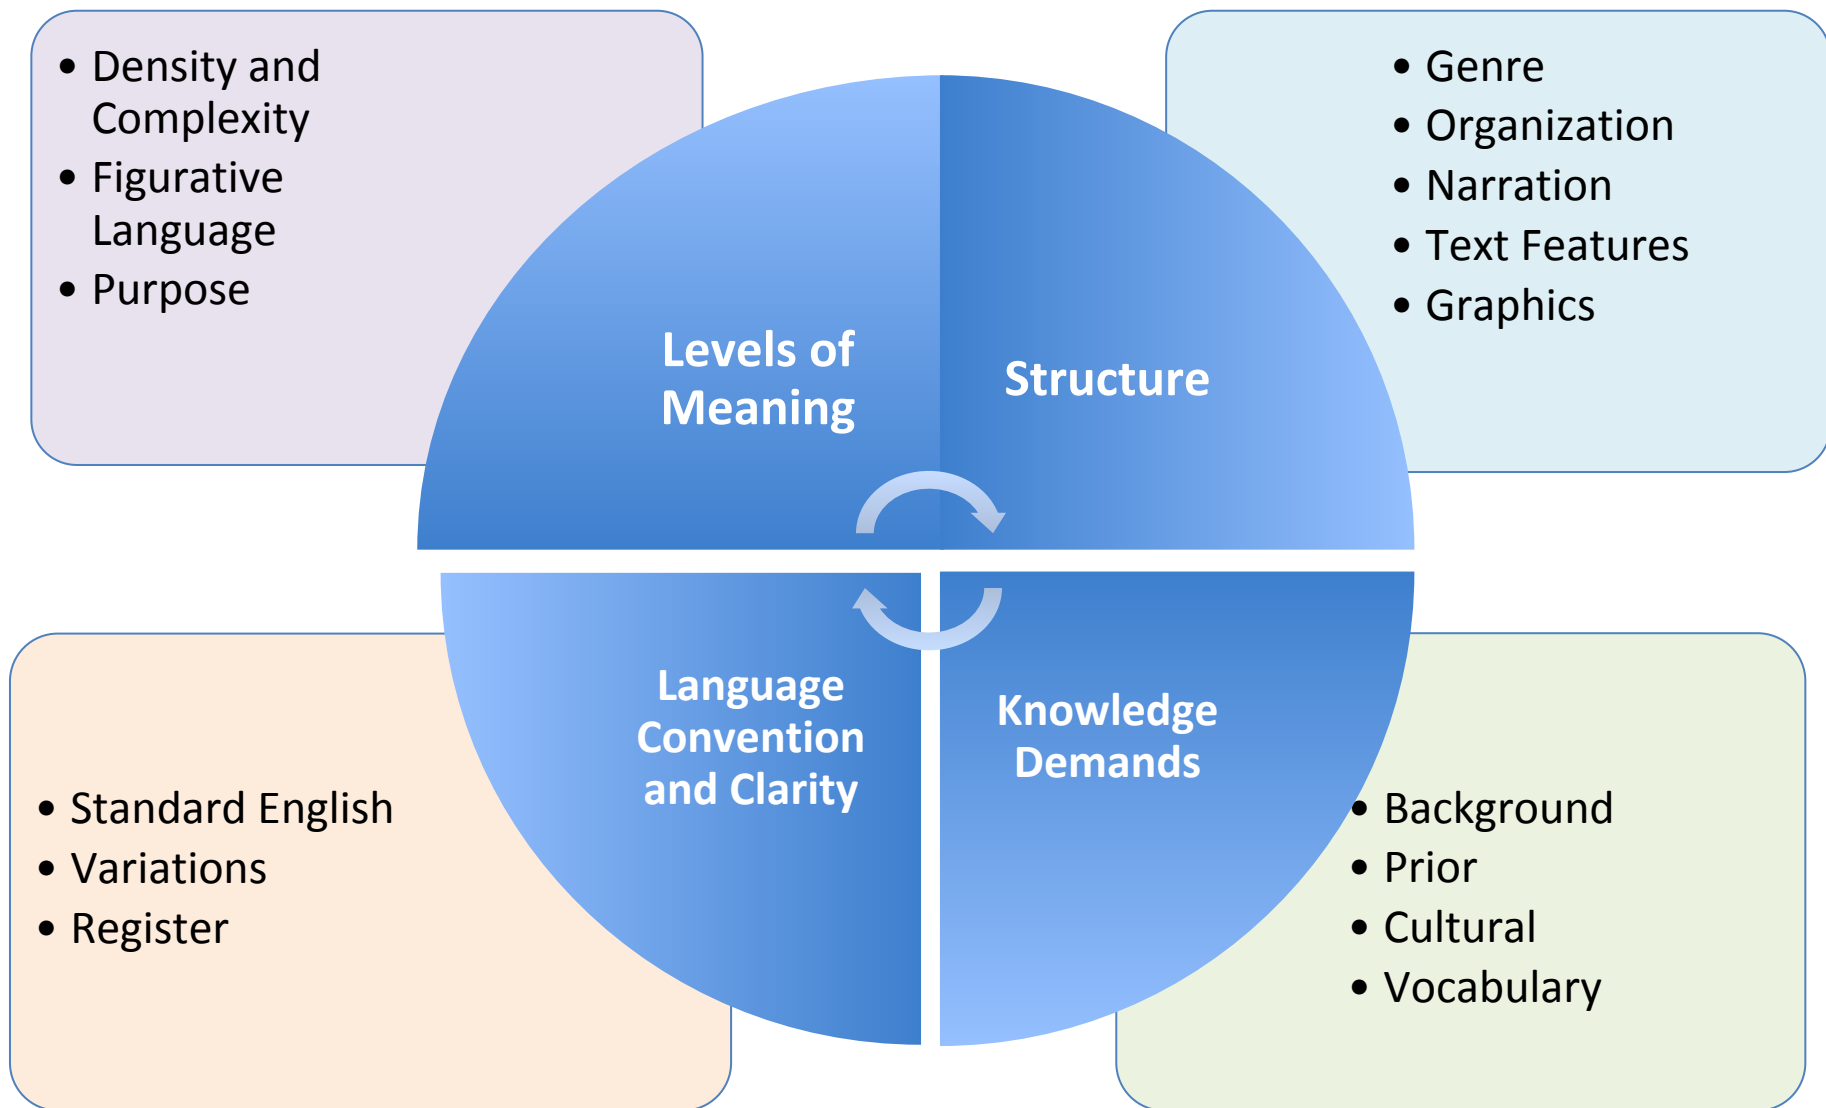 • Density and
Complexity
• Figurative
Language
• Purpose
• Genre
• Organization
• Narration
• Text Features
• Graphics
Levels of
Meaning
Structure
Language
Convention
and Clarity
Knowledge
Demands
• Standard English
• Variations
• Register
• Background
• Prior
• Cultural
• Vocabulary